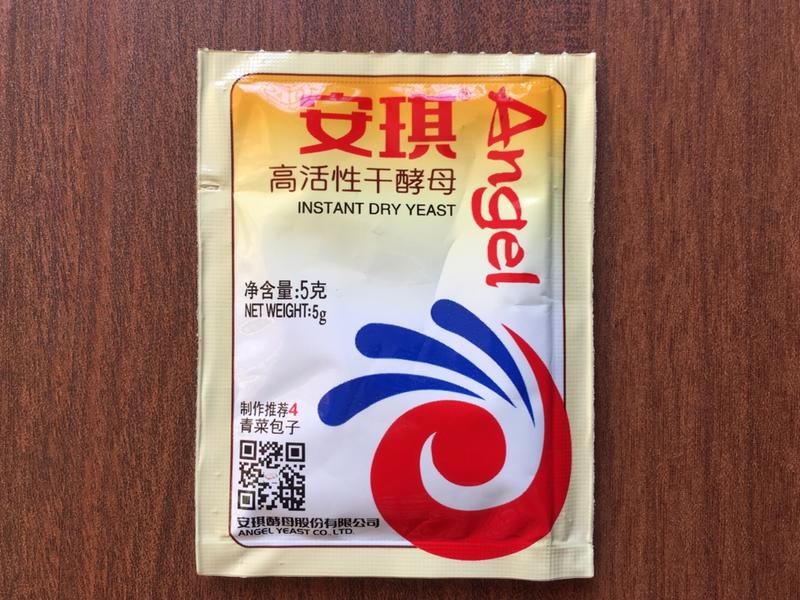 安琪
Angel
高活性干酵母
INSTANT DRY YEAST
净含量:5克
NET WEIGHT:5g
制作推荐4
青菜包子
安琪酵母股份有限公司
ANGEL YEAST CO., LTD.